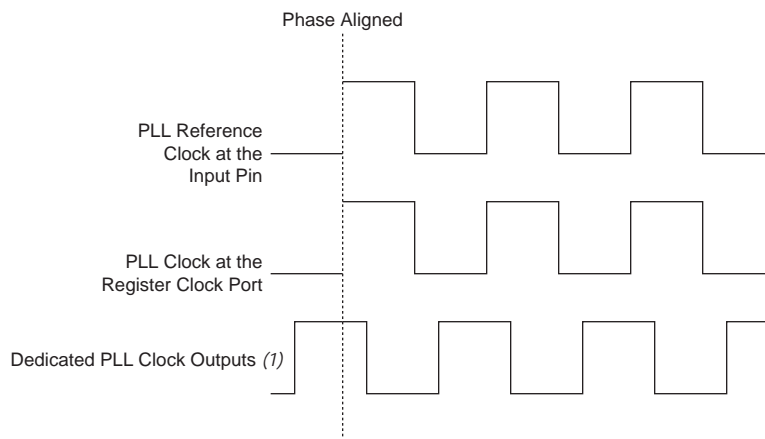 Phase Aligned
PLL Reference
Clock at the
Input Pin
PLL Clock at the
Register Clock Port
Dedicated PLL Clock Outputs (1)